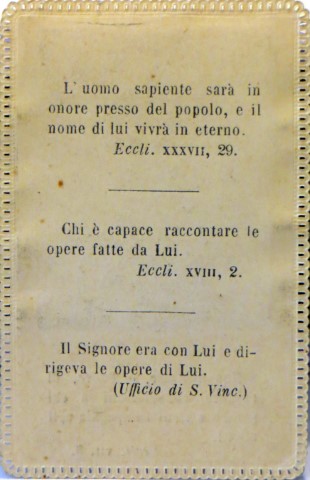 L' uomo sapiente sarà in
onore presso del popolo, e il
nome di lui vivrà in eterno.
Eccli. XXXVII, 29.
Chi è capace raccontare le
opere fatte da Lui.
Eccli. XVIII, 2.
Il Signore era con Lui e di-
rigeva le opere di Lui.
(Ufficio di S. Vinc.)